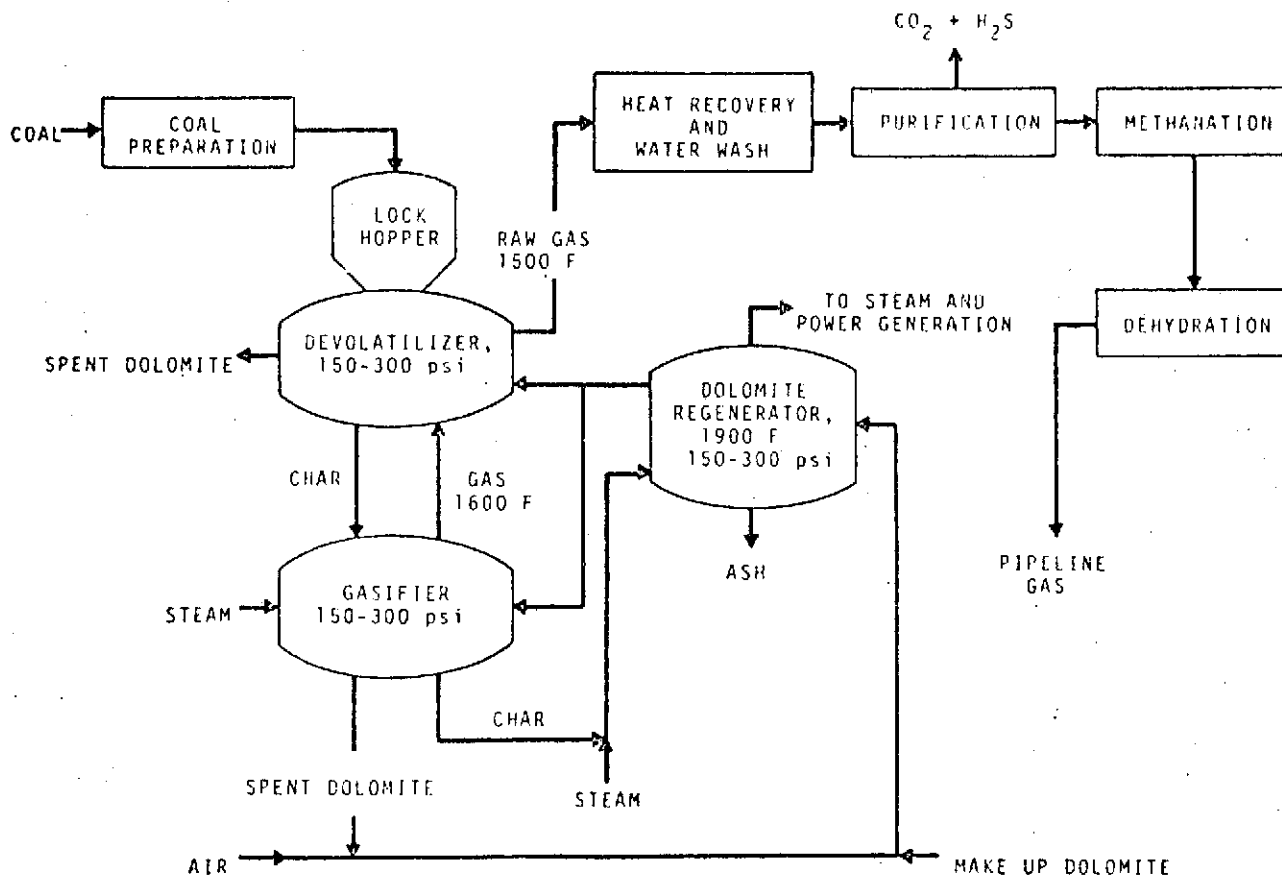 CO2 + H2S
COAL
COAL
PREPARATION
HEAT RECOVERY
AND
WATER WASH
PURIFICATION
METHANATION
LOCK
HOPPER
RAW GAS
1500 F
TO STEAM AND
POWER GENERATION
DEHYDRATION
DEVOLATILIZER,
150-300 psi
SPENT DOLOMITE
DOLOMITE
REGENERATOR,
1900 F
150-300 psi
CHAR
GAS
1600 F
ASH
PIPELINE
GAS
GASIFIER
150-300 psi
STEAM
CHAR
SPENT DOLOMITE
STEAM
AIR
MAKE UP DOLOMITE